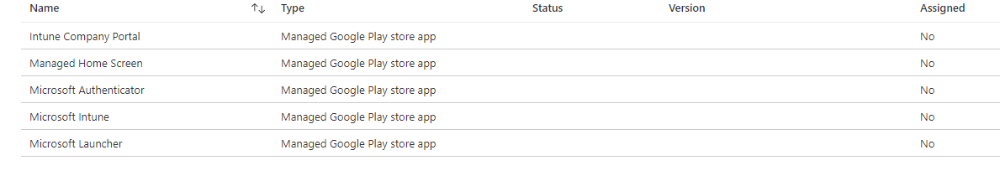 Name ↑↓ Type Status Version Assigned
Intune Company Portal Managed Google Play store app No
Managed Home Screen Managed Google Play store app No
Microsoft Authenticator Managed Google Play store app No
Microsoft Intune Managed Google Play store app No
Microsoft Launcher Managed Google Play store app No